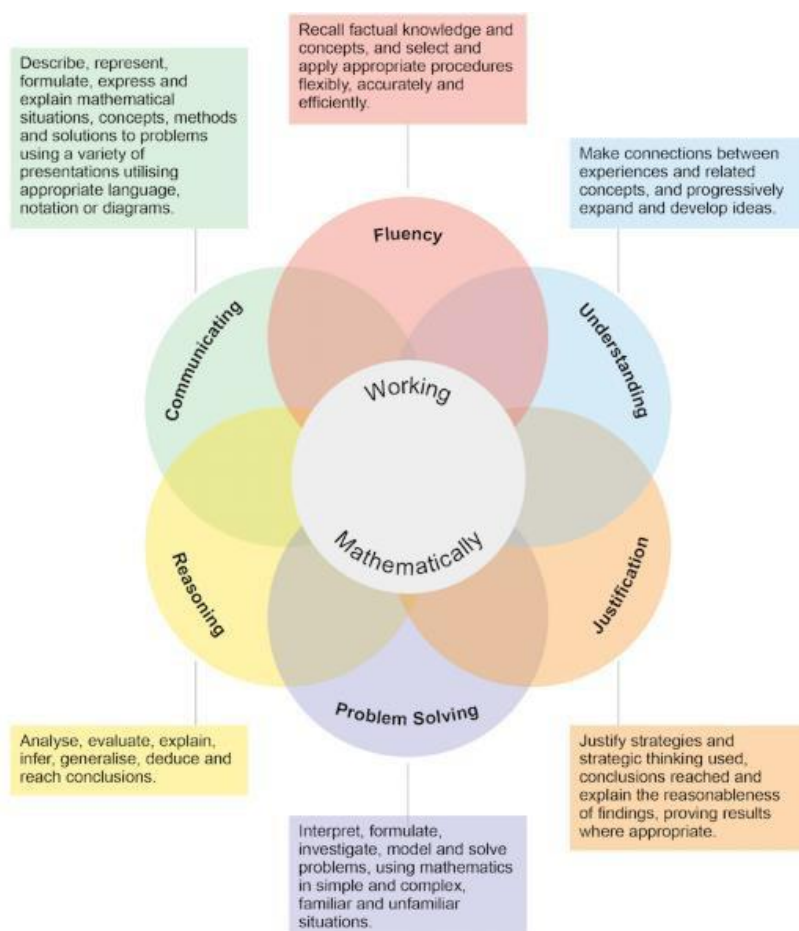 Recall factual knowledge and
concepts, and select and
apply appropriate procedures
flexibly, accurately and
efficiently.
Describe, represent,
formulate, express and
explain mathematical
situations, concepts, methods
and solutions to problems
using a variety of
presentations utilising
appropriate language,
notation or diagrams.
Make connections between
experiences and related
concepts, and progressively
expand and develop ideas.
Fluency
Communicating
Understanding
Working
Mathematically
Reasoning
Justification
Problem Solving
Analyse, evaluate, explain,
infer, generalise, deduce and
reach conclusions.
Justify strategies and
strategic thinking used,
conclusions reached and
explain the reasonableness
of findings, proving results
where appropriate.
Interpret, formulate,
investigate, model and solve
problems, using mathematics
in simple and complex,
familiar and unfamiliar
situations.